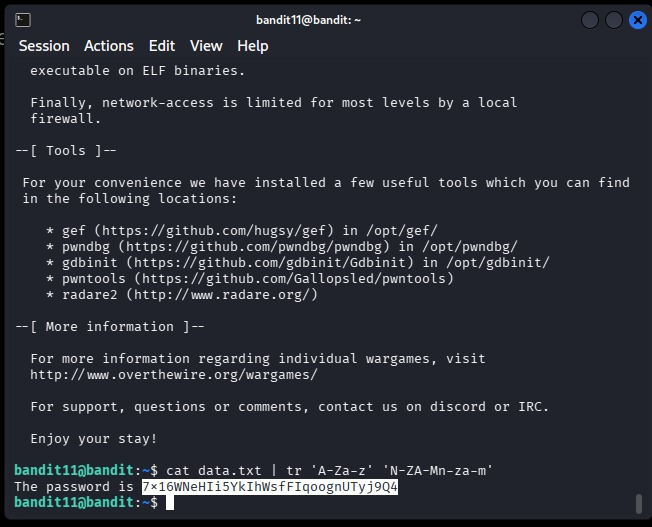 bandit11@bandit: ~
Session Actions Edit View Help
executable on ELF binaries.
Finally, network-access is limited for most levels by a local
firewall.
--[ Tools ]--
For your convenience we have installed a few useful tools which you can find
in the following locations:
* gef (https://github.com/hugsy/gef) in /opt/gef/
* pwndbg (https://github.com/pwndbg/pwndbg) in /opt/pwndbg/
* gdbinit (https://github.com/gdbinit/Gdbinit) in /opt/gdbinit/
* pwntools (https://github.com/Gallopsled/pwntools)
* radare2 (http://www.radare.org/)
--[ More information ]--
For more information regarding individual wargames, visit
http://www.overthewire.org/wargames/
For support, questions or comments, contact us on discord or IRC.
Enjoy your stay!
bandit11@bandit:~$ cat data.txt | tr 'A-Za-z' 'N-ZA-Mn-za-m'
The password is 7x16WNeHIi5YkIhWsfFIqoognUTyj9Q4
bandit11@bandit:~$